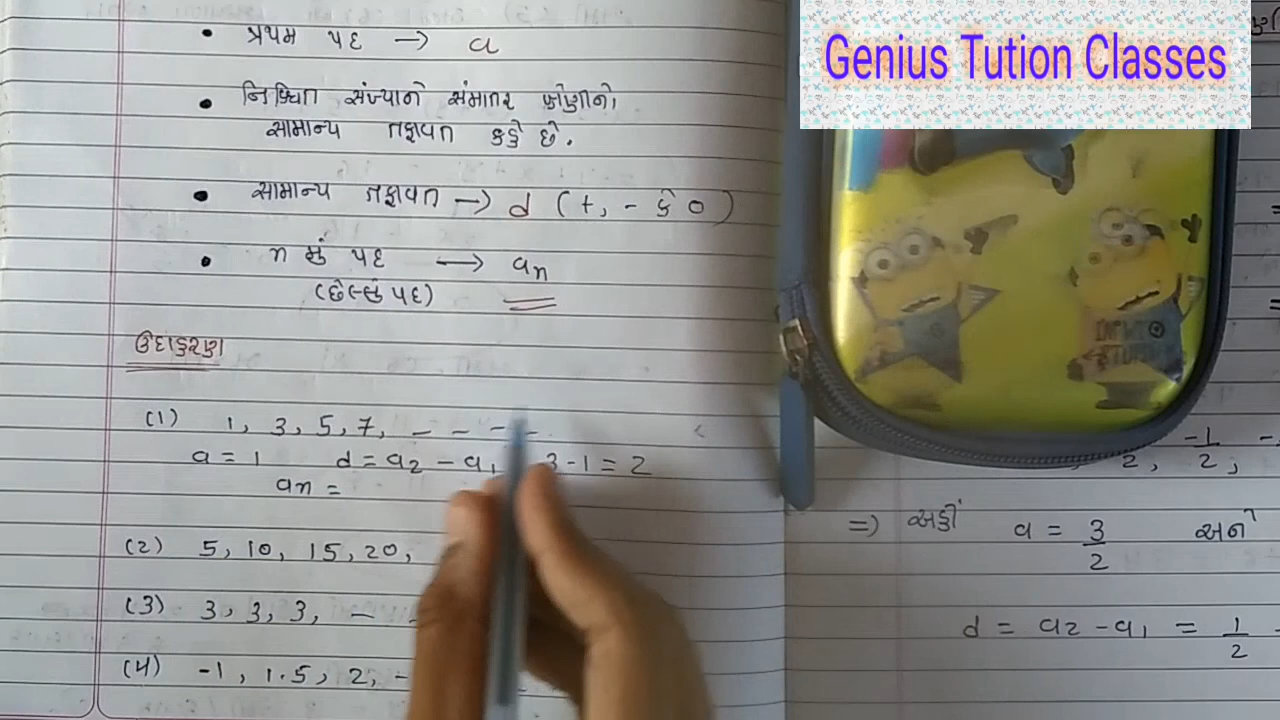 Genius Tution Classes
• પ્રથમ પદ → a
• નિશ્ચિત સંખ્યાને સમાંતર શ્રેણીનો
સામાન્ય તફાવત કહે છે.
• સામાન્ય તફાવત → d (+, - કે 0)
• n મું પદ → an
(છેલ્લું પદ)
ઉદાહરણ
(1) 1, 3, 5, 7, - - - -
a = 1 d = a2 - a1 3 - 1 = 2
an =
(2) 5, 10, 15, 20,
(3) 3, 3, 3, -
(4) -1, 1.5, 2, -
2, -1/2,
=> અહીં a = 3/2 અને
d = a2 - a1 = 1/2 -